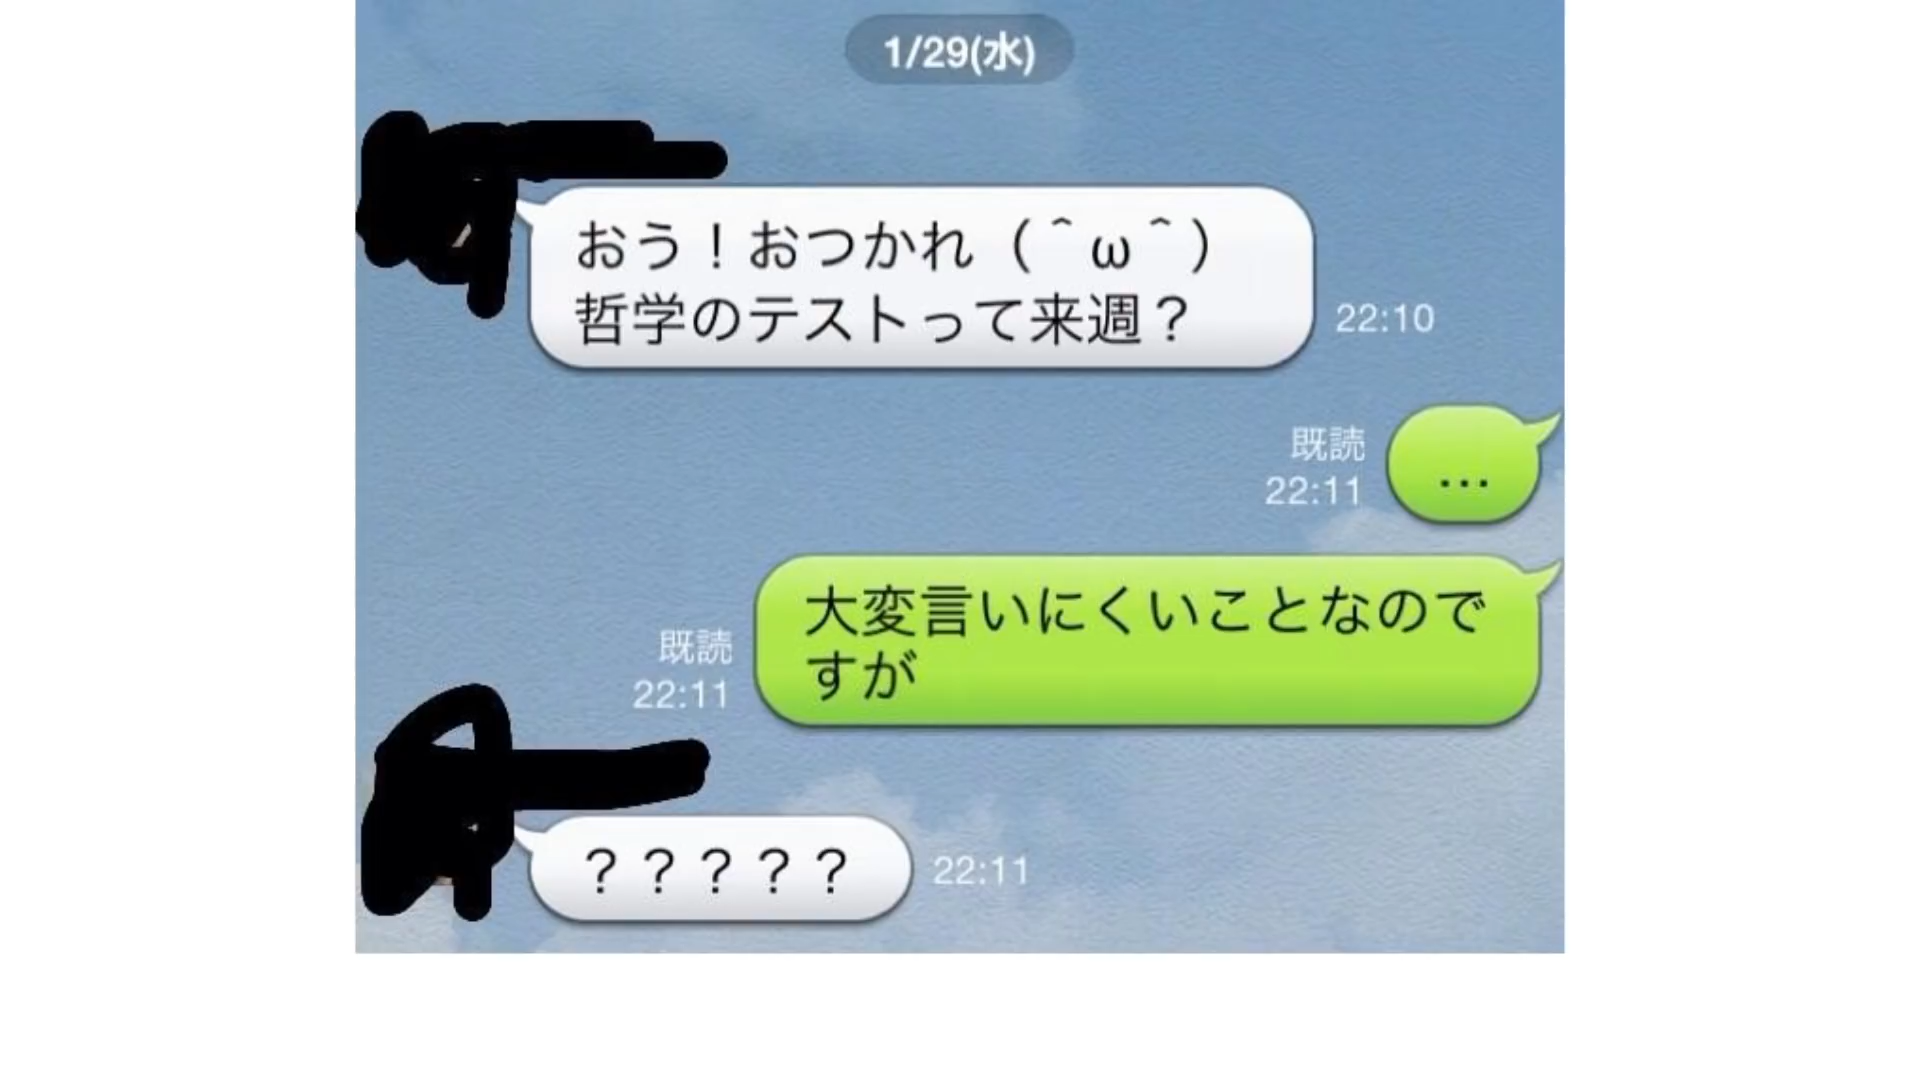 1/29(水)
おう！おつかれ（＾ω＾）
哲学のテストって来週？
22:10
既読
22:11
…
大変言いにくいことなので
すが
既読
22:11
？？？？？
22:11